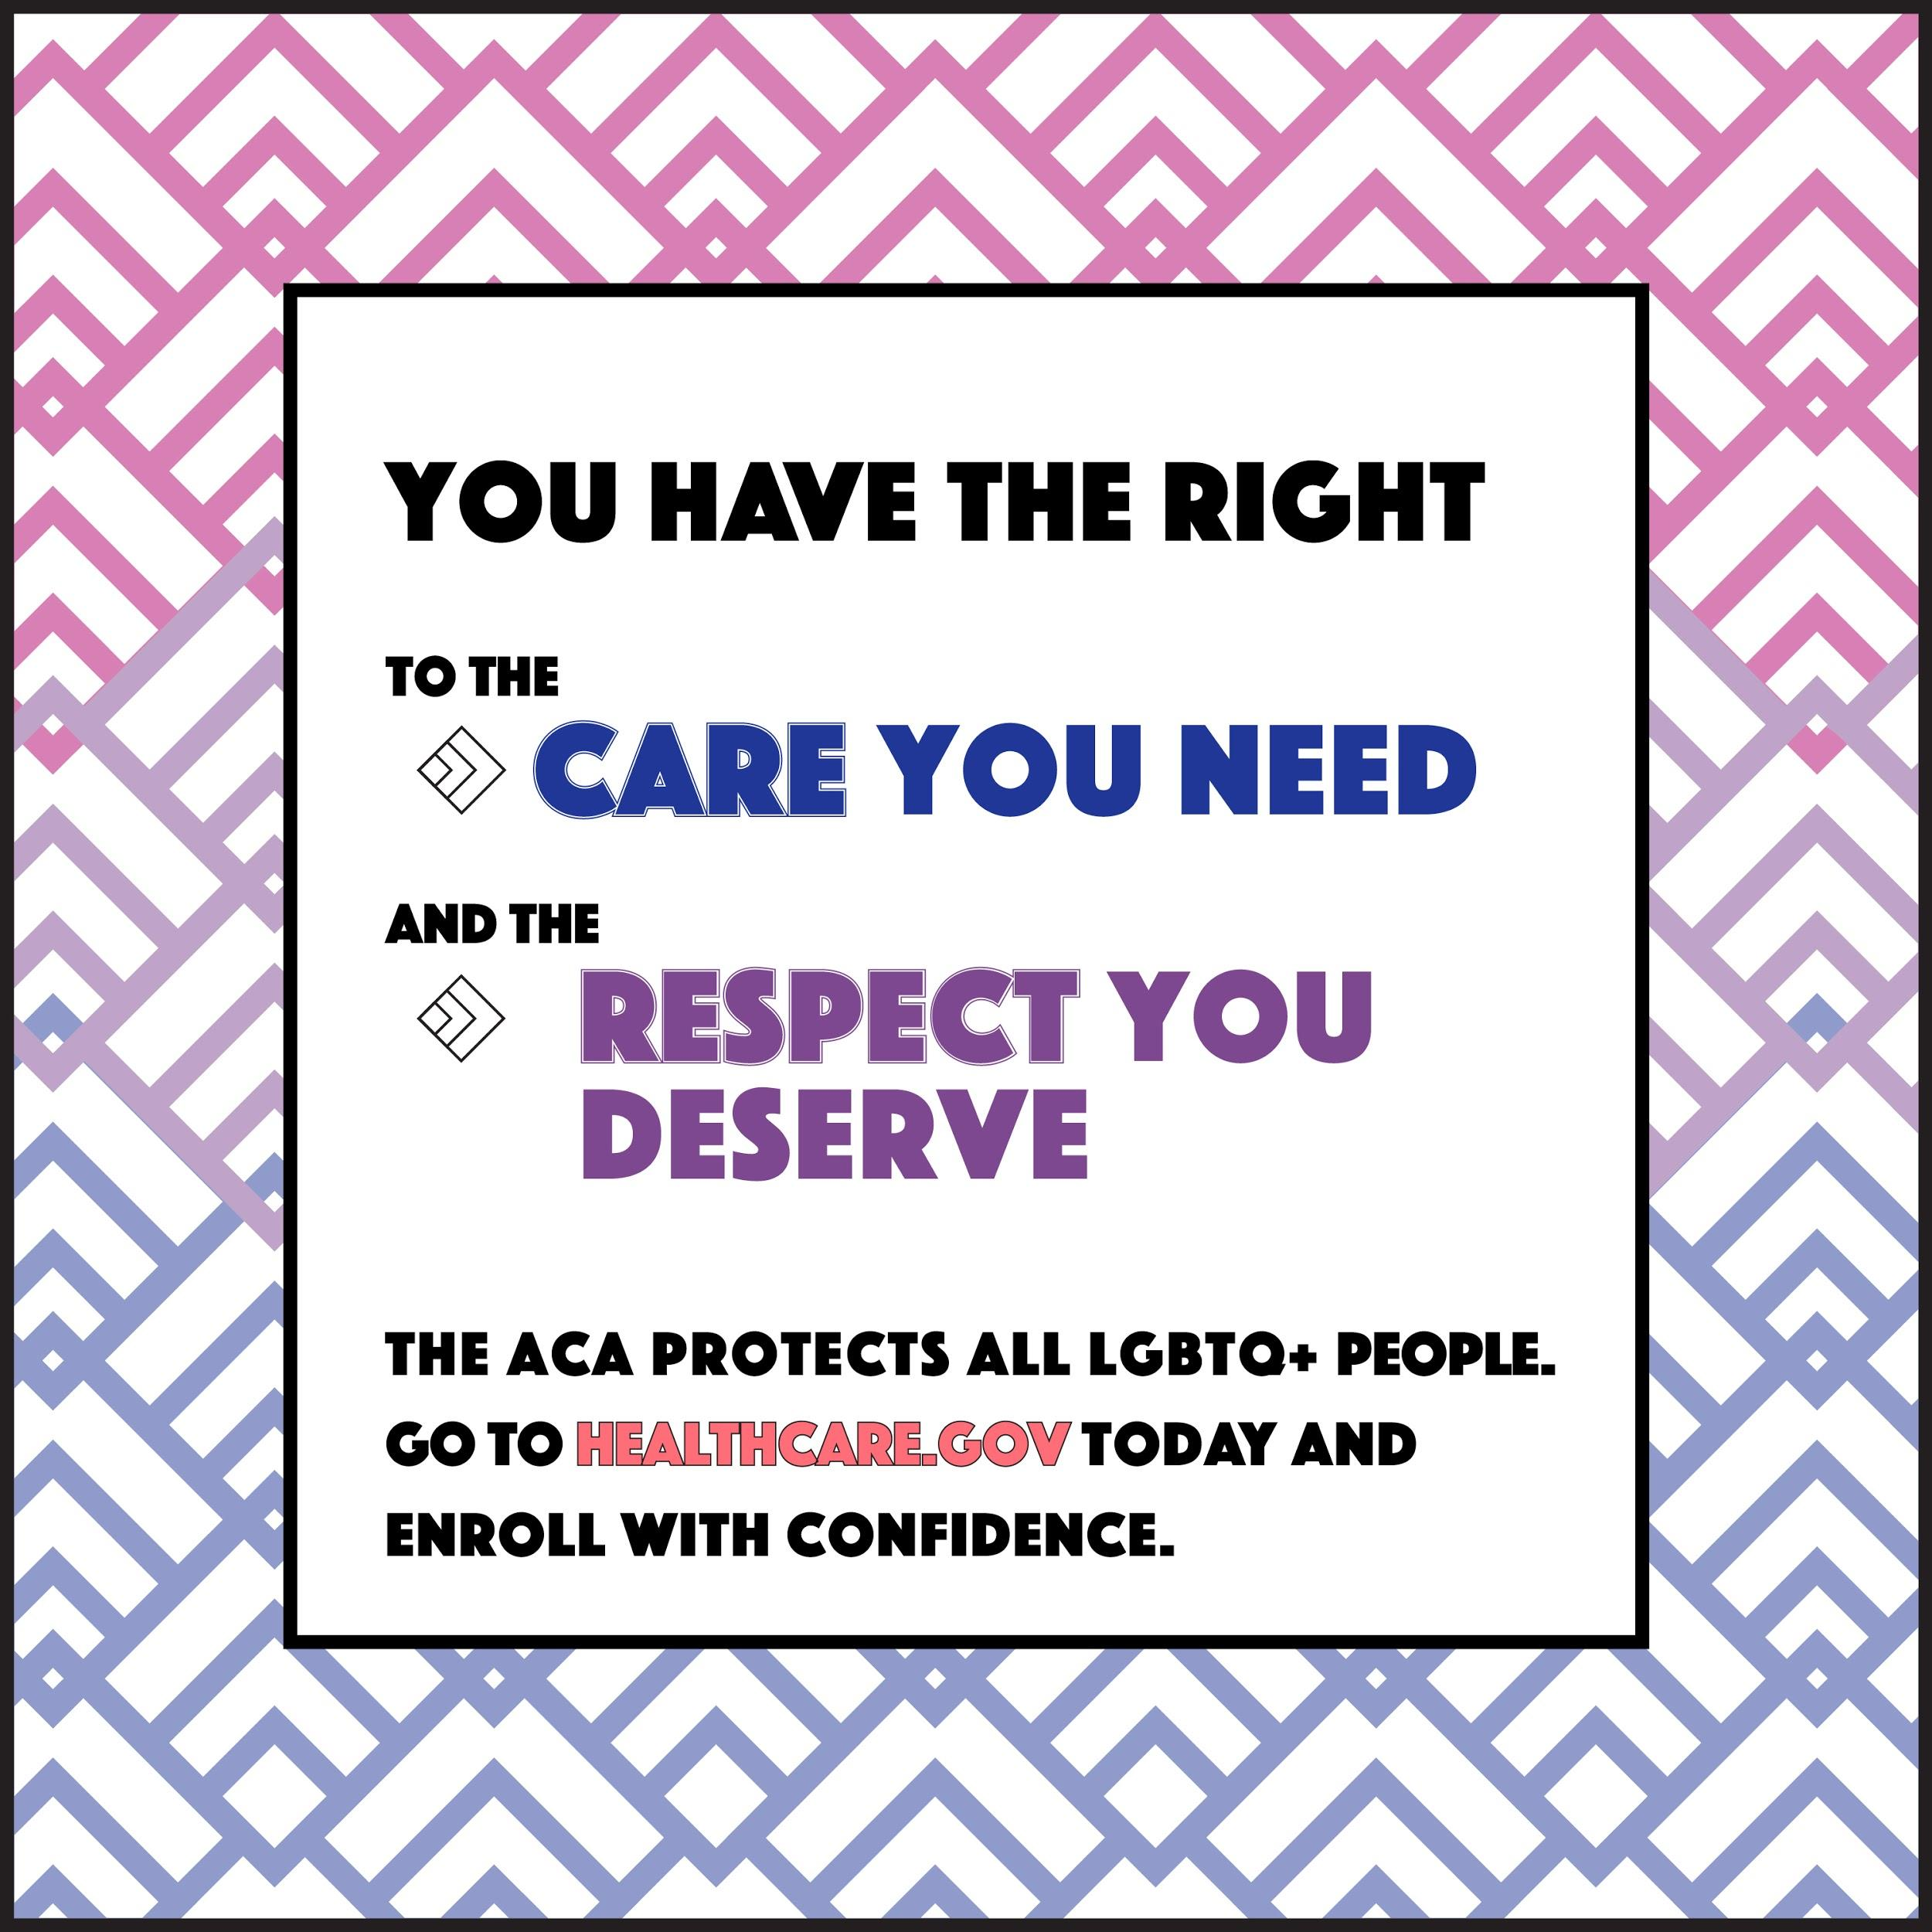 YOU HAVE THE RIGHT
TO THE
CARE YOU NEED
AND THE
RESPECT YOU
DESERVE
THE ACA PROTECTS ALL LGBTQ+ PEOPLE.
GO TO HEALTHCARE.GOV TODAY AND
ENROLL WITH CONFIDENCE.